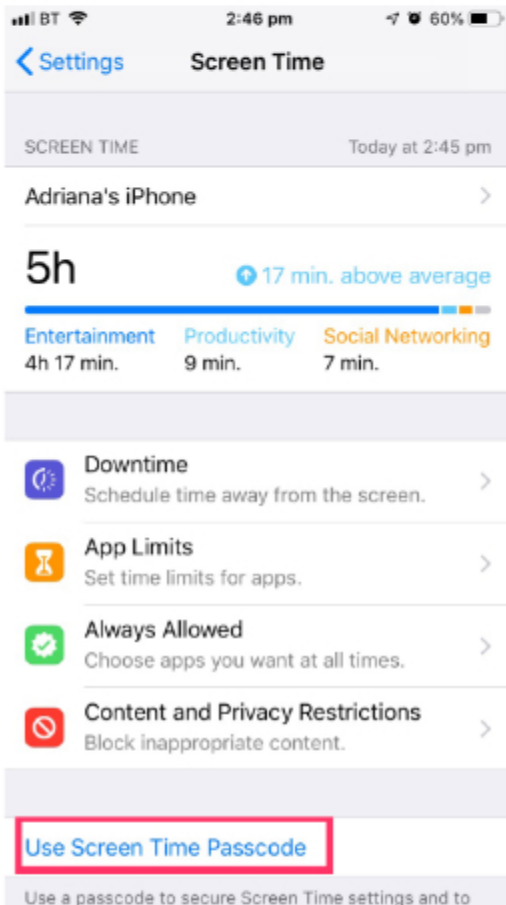 BT 2:46 pm 60%
Settings Screen Time
SCREEN TIME Today at 2:45 pm
Adriana's iPhone
5h 17 min. above average
Entertainment Productivity Social Networking
4h 17 min. 9 min. 7 min.
Downtime
Schedule time away from the screen.
App Limits
Set time limits for apps.
Always Allowed
Choose apps you want at all times.
Content and Privacy Restrictions
Block inappropriate content.
Use Screen Time Passcode
Use a passcode to secure Screen Time settings and to